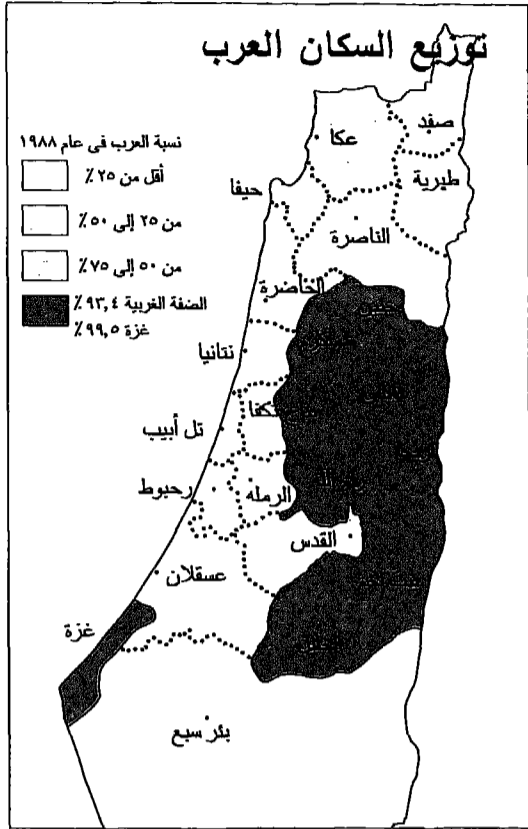 توزيع السكان العرب
نسبة العرب فى عام ١٩٨٨
أقل من ٢٥ ٪
من ٢٥ إلى ٥٠ ٪
من ٥٠ إلى ٧٥ ٪
الضفة الغربية ٩٣,٤ ٪
غزة ٩٩,٥ ٪
صفد
عكا
طبرية
حيفا
الناصرة
الخاضرة
نتانيا
تل أبيب
رحبوط
الرمله
القدس
عسقلان
غزة
بئر سبع